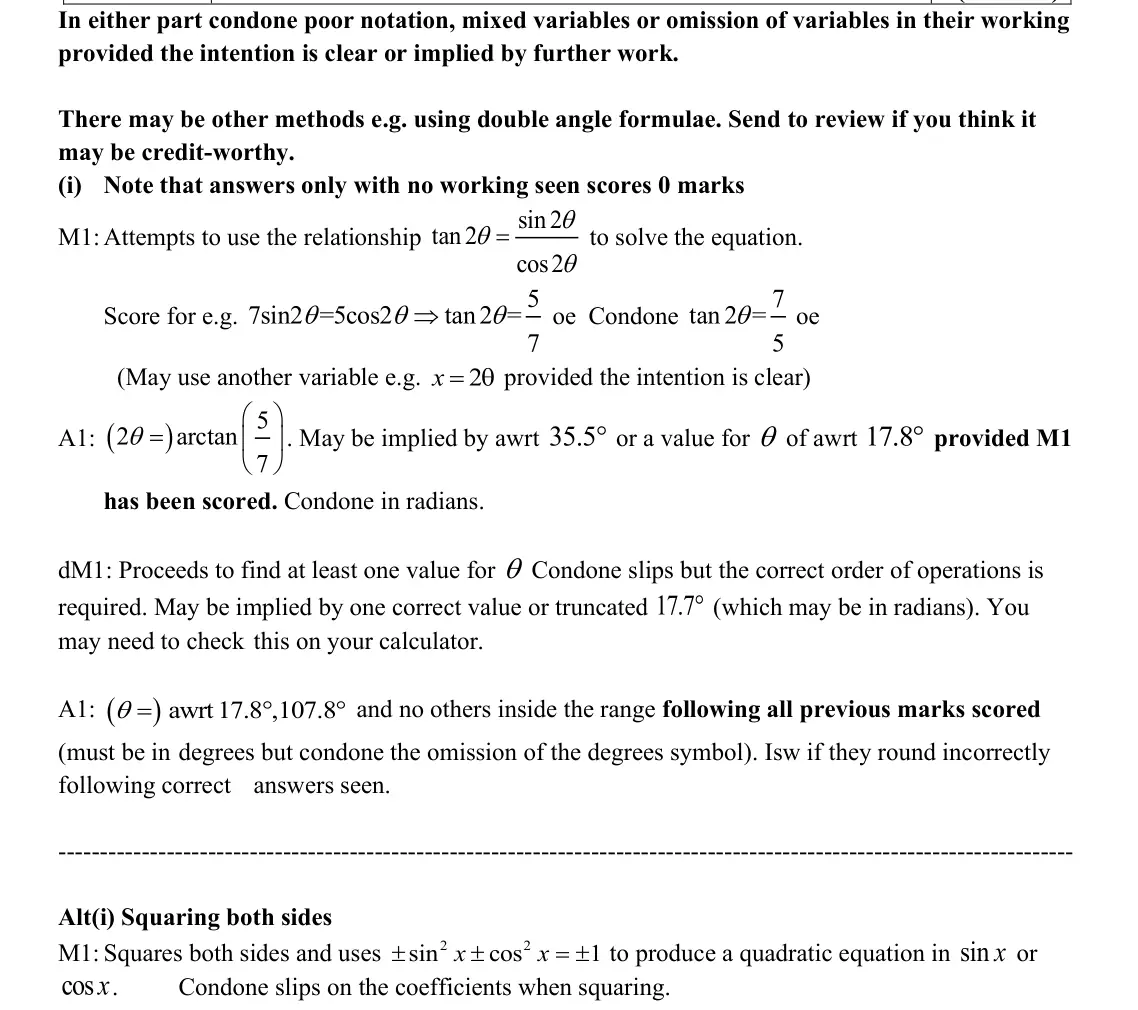 In either part condone poor notation, mixed variables or omission of variables in their working
provided the intention is clear or implied by further work.
There may be other methods e.g. using double angle formulae. Send to review if you think it
may be credit-worthy.
(i) Note that answers only with no working seen scores 0 marks
M1: Attempts to use the relationship tan 2θ = sin 2θ / cos 2θ to solve the equation.
Score for e.g. 7sin2θ=5cos2θ ⇒ tan 2θ= 5/7 oe Condone tan 2θ= 7/5 oe
(May use another variable e.g. x = 2θ provided the intention is clear)
A1: (2θ =) arctan(5/7). May be implied by awrt 35.5° or a value for θ of awrt 17.8° provided M1
has been scored. Condone in radians.
dM1: Proceeds to find at least one value for θ Condone slips but the correct order of operations is
required. May be implied by one correct value or truncated 17.7° (which may be in radians). You
may need to check this on your calculator.
A1: (θ =) awrt 17.8°,107.8° and no others inside the range following all previous marks scored
(must be in degrees but condone the omission of the degrees symbol). Isw if they round incorrectly
following correct answers seen.
Alt(i) Squaring both sides
M1: Squares both sides and uses ±sin² x ± cos² x = ±1 to produce a quadratic equation in sin x or
cos x. Condone slips on the coefficients when squaring.